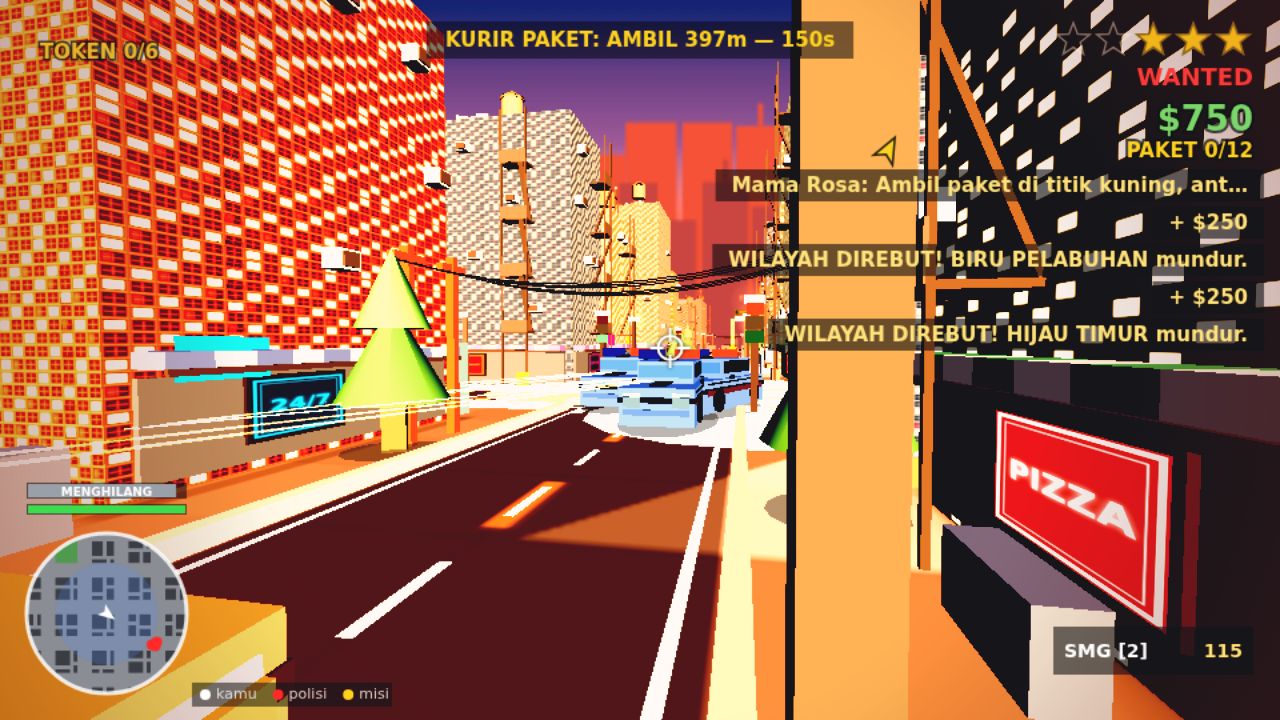 TOKEN 0/6
KURIR PAKET: AMBIL 397m — 150s
WANTED
$750
PAKET 0/12
Mama Rosa: Ambil paket di titik kuning, ant...
+ $250
WILAYAH DIREBUT! BIRU PELABUHAN mundur.
+ $250
WILAYAH DIREBUT! HIJAU TIMUR mundur.
24/7
PIZZA
MENGHILANG
SMG [2] 115
kamu polisi misi